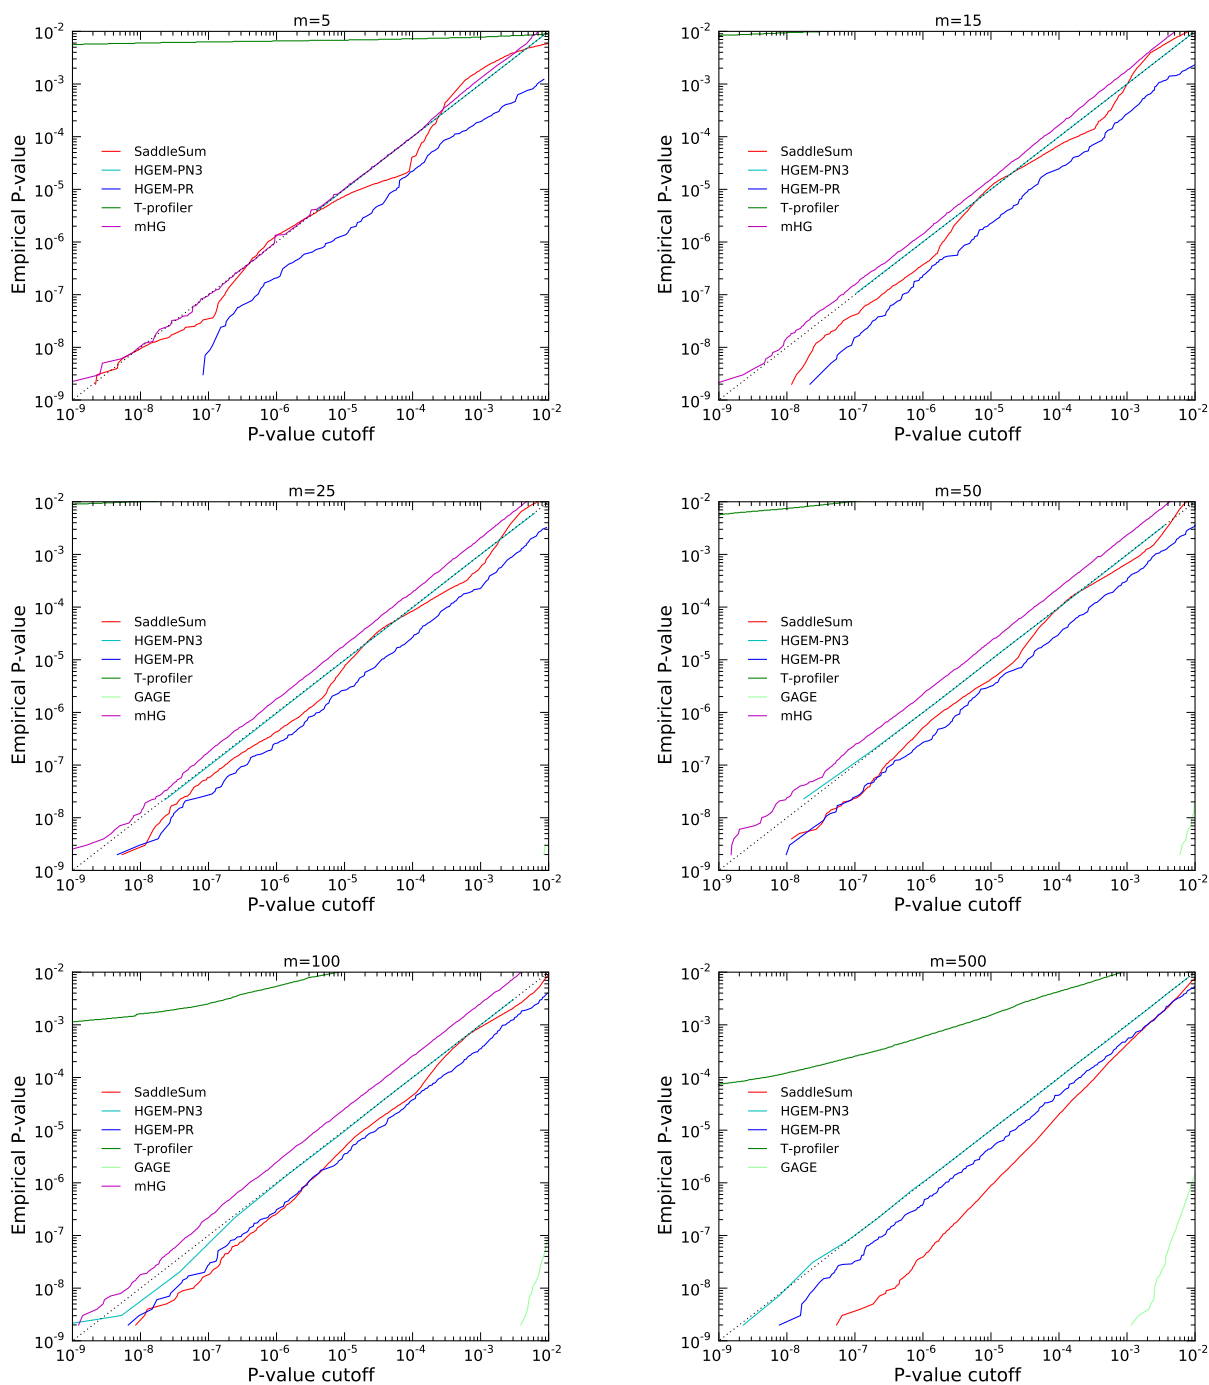 m=5
10^-2
10^-3
10^-4
10^-5
10^-6
10^-7
10^-8
10^-9
Empirical P-value
SaddleSum
HGEM-PN3
HGEM-PR
T-profiler
mHG
10^-9 10^-8 10^-7 10^-6 10^-5 10^-4 10^-3 10^-2
P-value cutoff
m=15
10^-2
10^-3
10^-4
10^-5
10^-6
10^-7
10^-8
10^-9
Empirical P-value
SaddleSum
HGEM-PN3
HGEM-PR
T-profiler
mHG
10^-9 10^-8 10^-7 10^-6 10^-5 10^-4 10^-3 10^-2
P-value cutoff
m=25
10^-2
10^-3
10^-4
10^-5
10^-6
10^-7
10^-8
10^-9
Empirical P-value
SaddleSum
HGEM-PN3
HGEM-PR
T-profiler
GAGE
mHG
10^-9 10^-8 10^-7 10^-6 10^-5 10^-4 10^-3 10^-2
P-value cutoff
m=50
10^-2
10^-3
10^-4
10^-5
10^-6
10^-7
10^-8
10^-9
Empirical P-value
SaddleSum
HGEM-PN3
HGEM-PR
T-profiler
GAGE
mHG
10^-9 10^-8 10^-7 10^-6 10^-5 10^-4 10^-3 10^-2
P-value cutoff
m=100
10^-2
10^-3
10^-4
10^-5
10^-6
10^-7
10^-8
10^-9
Empirical P-value
SaddleSum
HGEM-PN3
HGEM-PR
T-profiler
GAGE
mHG
10^-9 10^-8 10^-7 10^-6 10^-5 10^-4 10^-3 10^-2
P-value cutoff
m=500
10^-2
10^-3
10^-4
10^-5
10^-6
10^-7
10^-8
10^-9
Empirical P-value
SaddleSum
HGEM-PN3
HGEM-PR
T-profiler
GAGE
10^-9 10^-8 10^-7 10^-6 10^-5 10^-4 10^-3 10^-2
P-value cutoff